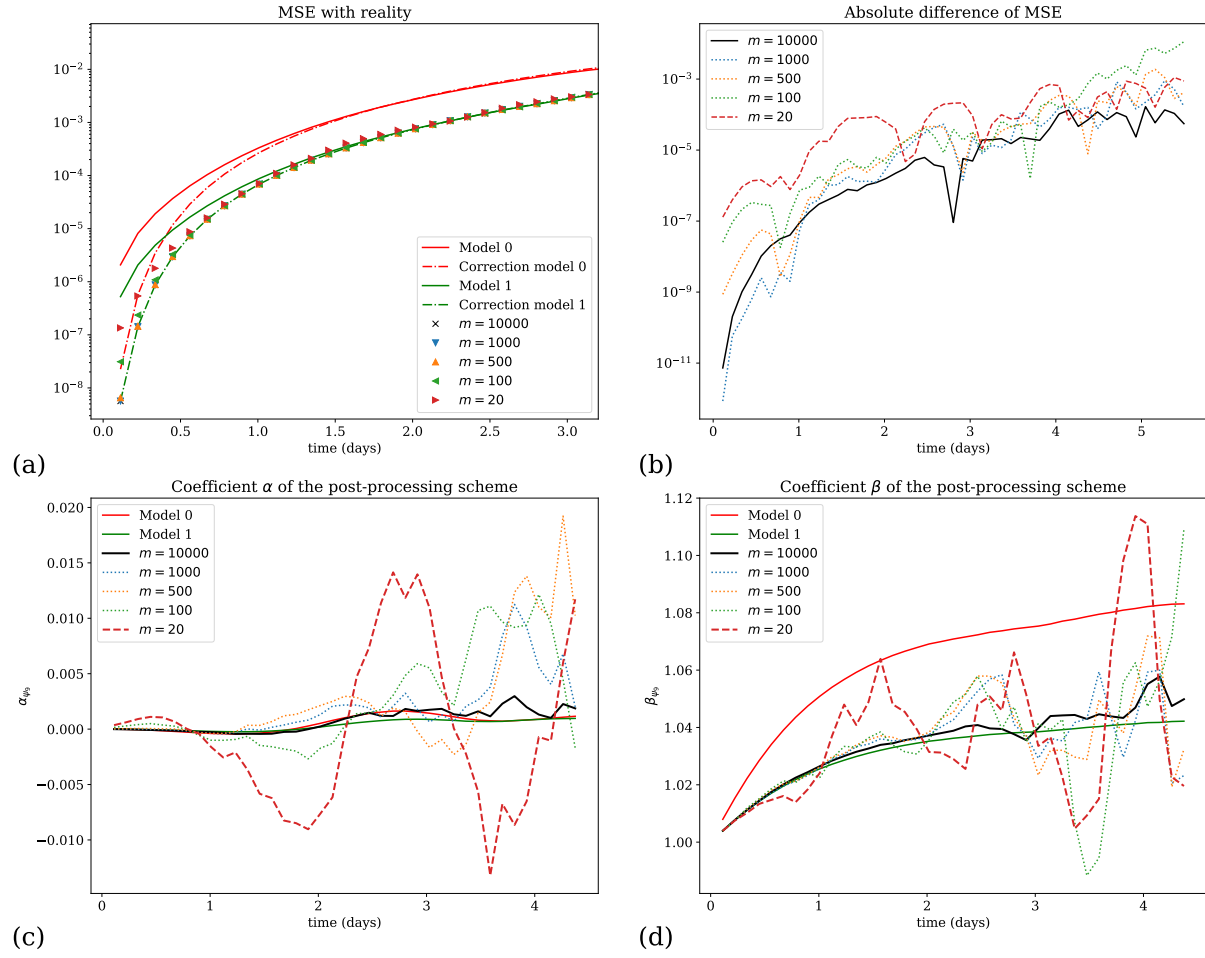 MSE with reality
10⁻²
10⁻³
10⁻⁴
10⁻⁵
10⁻⁶
10⁻⁷
10⁻⁸
Model 0
Correction model 0
Model 1
Correction model 1
m = 10000
m = 1000
m = 500
m = 100
m = 20
0.0 0.5 1.0 1.5 2.0 2.5 3.0
time (days)
(a)
Absolute difference of MSE
m = 10000
m = 1000
m = 500
m = 100
m = 20
10⁻³
10⁻⁵
10⁻⁷
10⁻⁹
10⁻¹¹
0 1 2 3 4 5
time (days)
(b)
Coefficient α of the post-processing scheme
Model 0
Model 1
m = 10000
m = 1000
m = 500
m = 100
m = 20
0.020
0.015
0.010
0.005
0.000
−0.005
−0.010
α_ψ₉
0 1 2 3 4
time (days)
(c)
Coefficient β of the post-processing scheme
Model 0
Model 1
m = 10000
m = 1000
m = 500
m = 100
m = 20
1.12
1.10
1.08
1.06
1.04
1.02
1.00
β_ψ₉
0 1 2 3 4
time (days)
(d)